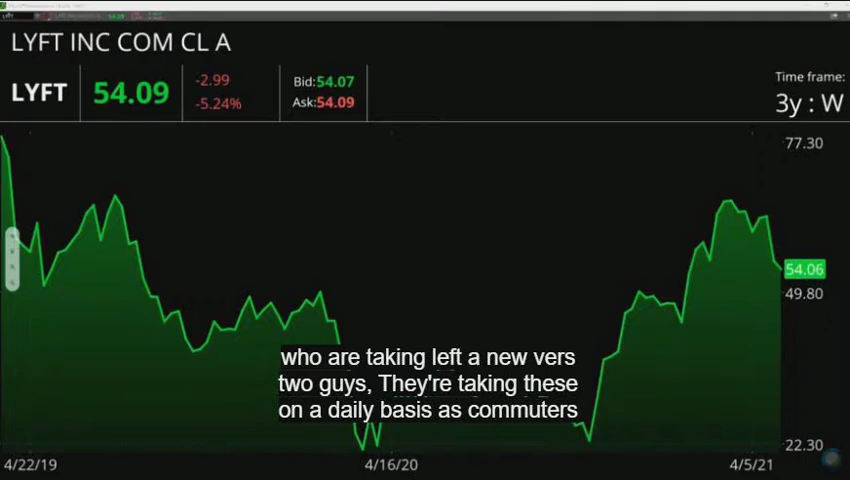 LYFT INC COM CL A
LYFT
54.09
-2.99
-5.24%
Bid:54.07
Ask:54.09
Time frame:
3y : W
77.30
54.06
49.80
who are taking left a new vers
two guys, They're taking these
on a daily basis as commuters
22.30
4/22/19
4/16/20
4/5/21